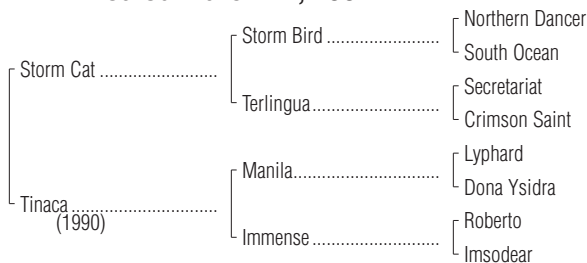 Northern Dancer
Storm Bird ........................................
South Ocean
Storm Cat ..................................
Secretariat
Terlingua........................................
Crimson Saint
Lyphard
Manila.............................................
Dona Ysidra
Tinaca..........................................
(1990)
Roberto
Immense ........................................
Imsodear